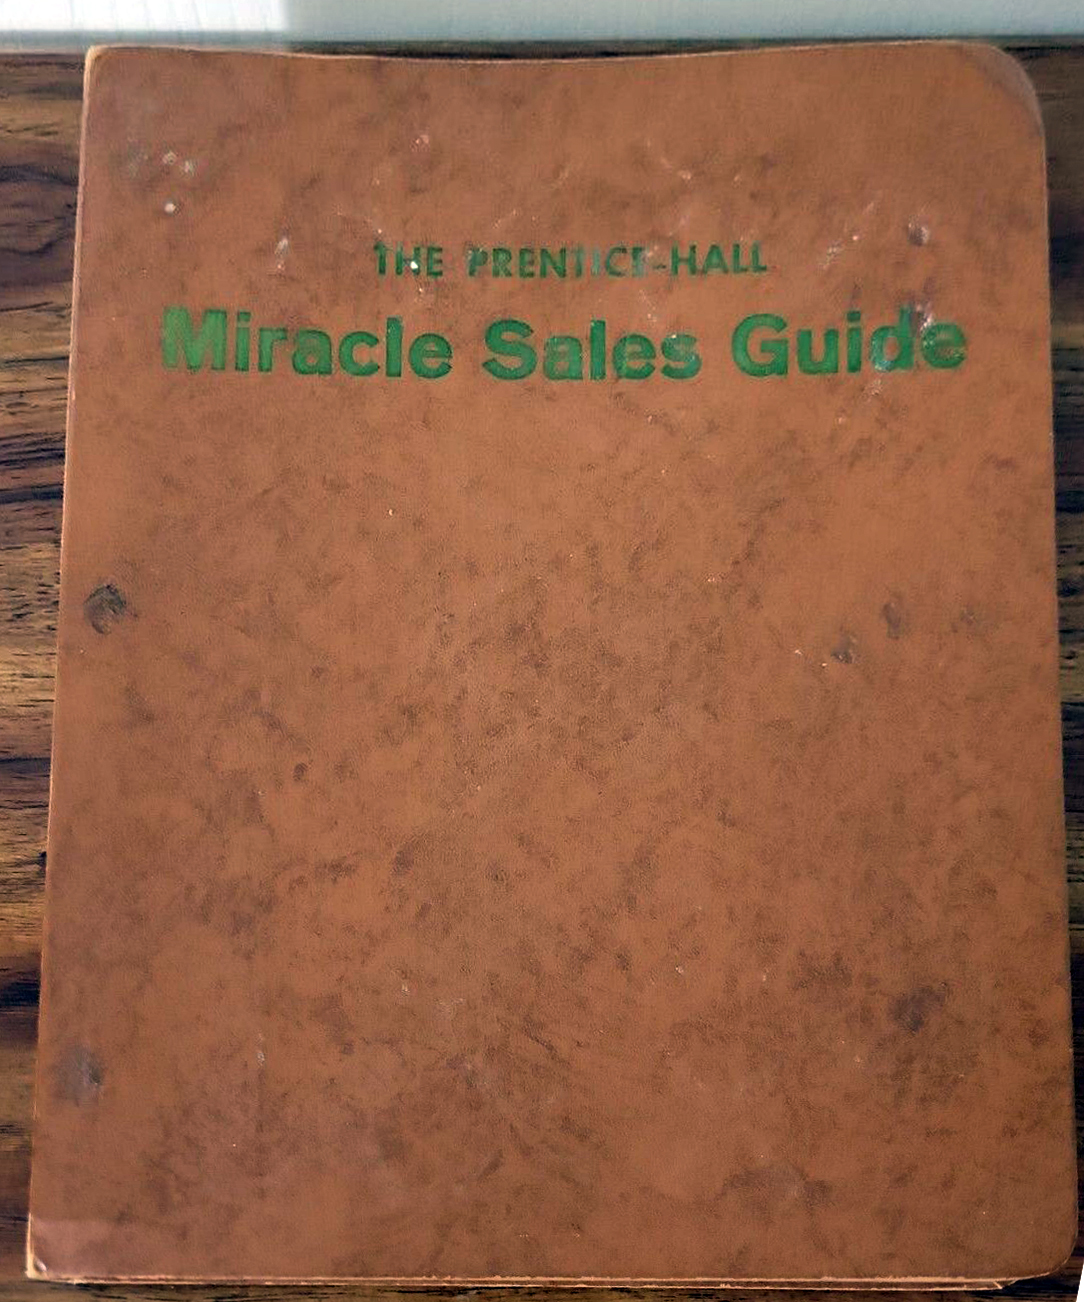 THE PRENTICE-HALL
Miracle Sales Guide